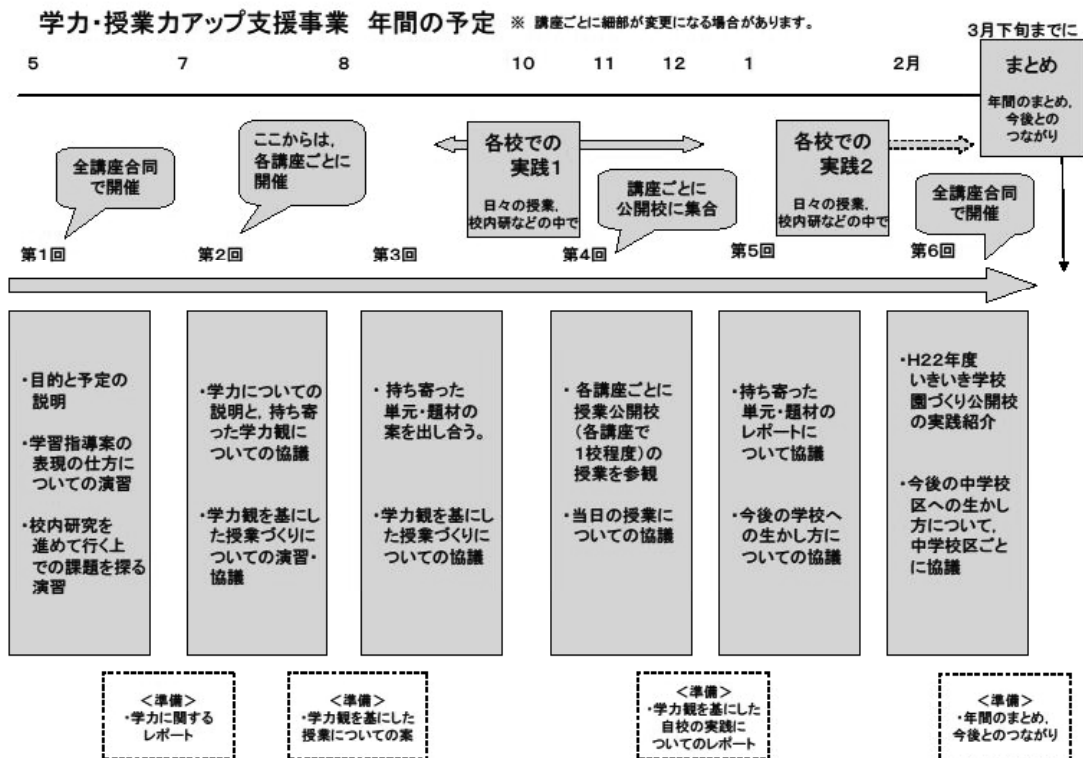 学力・授業力アップ支援事業 年間の予定 ※ 講座ごとに細部が変更になる場合があります。
3月下旬までに
5 7 8 10 11 12 1 2月
まとめ
年間のまとめ，
今後との
つながり
全講座合同
で開催
ここからは，
各講座ごとに
開催
各校での
実践1
日々の授業，
校内研などの中で
講座ごとに
公開校に集合
各校での
実践2
日々の授業，
校内研などの中で
全講座合同
で開催
第1回 第2回 第3回 第4回 第5回 第6回
・目的と予定の
説明
・学習指導案の
表現の仕方に
ついての演習
・校内研究を
進めて行く上
での課題を探る
演習
・学力についての
説明と，持ち寄
った学力観に
ついての協議
・学力観を基にし
た授業づくりに
ついての演習・
協議
・持ち寄った
単元・題材の
案を出し合う。
・学力観を基にし
た授業づくりに
ついての協議
・各講座ごとに
授業公開校
（各講座で
1校程度）の
授業を参観
・当日の授業に
ついての協議
・持ち寄った
単元・題材の
レポートに
ついて協議
・今後の学校へ
の生かし方に
ついての協議
・H22年度
いきいき学校
園づくり公開校
の実践紹介
・今後の中学校
区への生かし
方について，
中学校区ごと
に協議
＜準備＞
・学力に関する
レポート
＜準備＞
・学力観を基にした
授業についての案
＜準備＞
・学力観を基にした
自校の実践に
ついてのレポート
＜準備＞
・年間のまとめ，
今後とのつながり